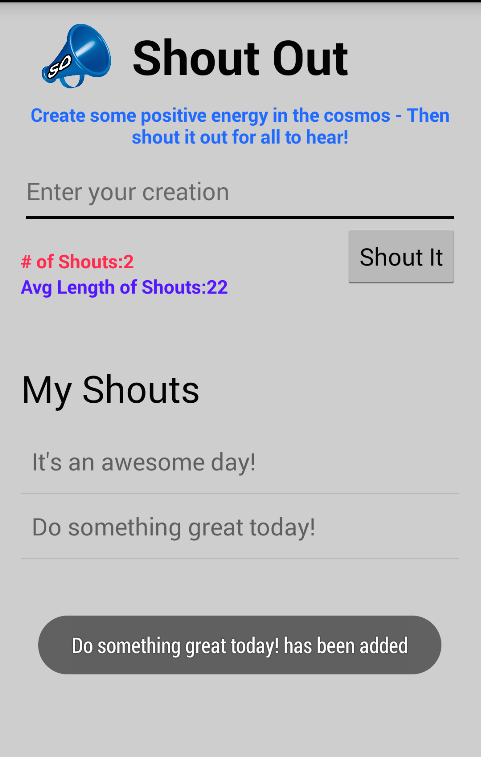 SO
Shout Out
Create some positive energy in the cosmos - Then
shout it out for all to hear!
Enter your creation
Shout It
# of Shouts:2
Avg Length of Shouts:22
My Shouts
It's an awesome day!
Do something great today!
Do something great today! has been added